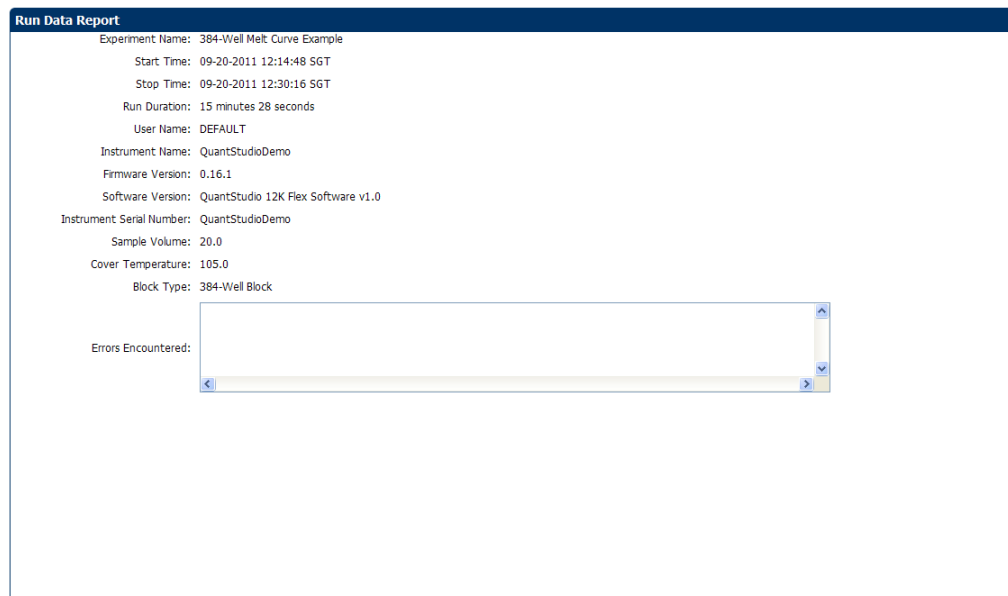 Run Data Report
Experiment Name: 384-Well Melt Curve Example
Start Time: 09-20-2011 12:14:48 SGT
Stop Time: 09-20-2011 12:30:16 SGT
Run Duration: 15 minutes 28 seconds
User Name: DEFAULT
Instrument Name: QuantStudioDemo
Firmware Version: 0.16.1
Software Version: QuantStudio 12K Flex Software v1.0
Instrument Serial Number: QuantStudioDemo
Sample Volume: 20.0
Cover Temperature: 105.0
Block Type: 384-Well Block
Errors Encountered: